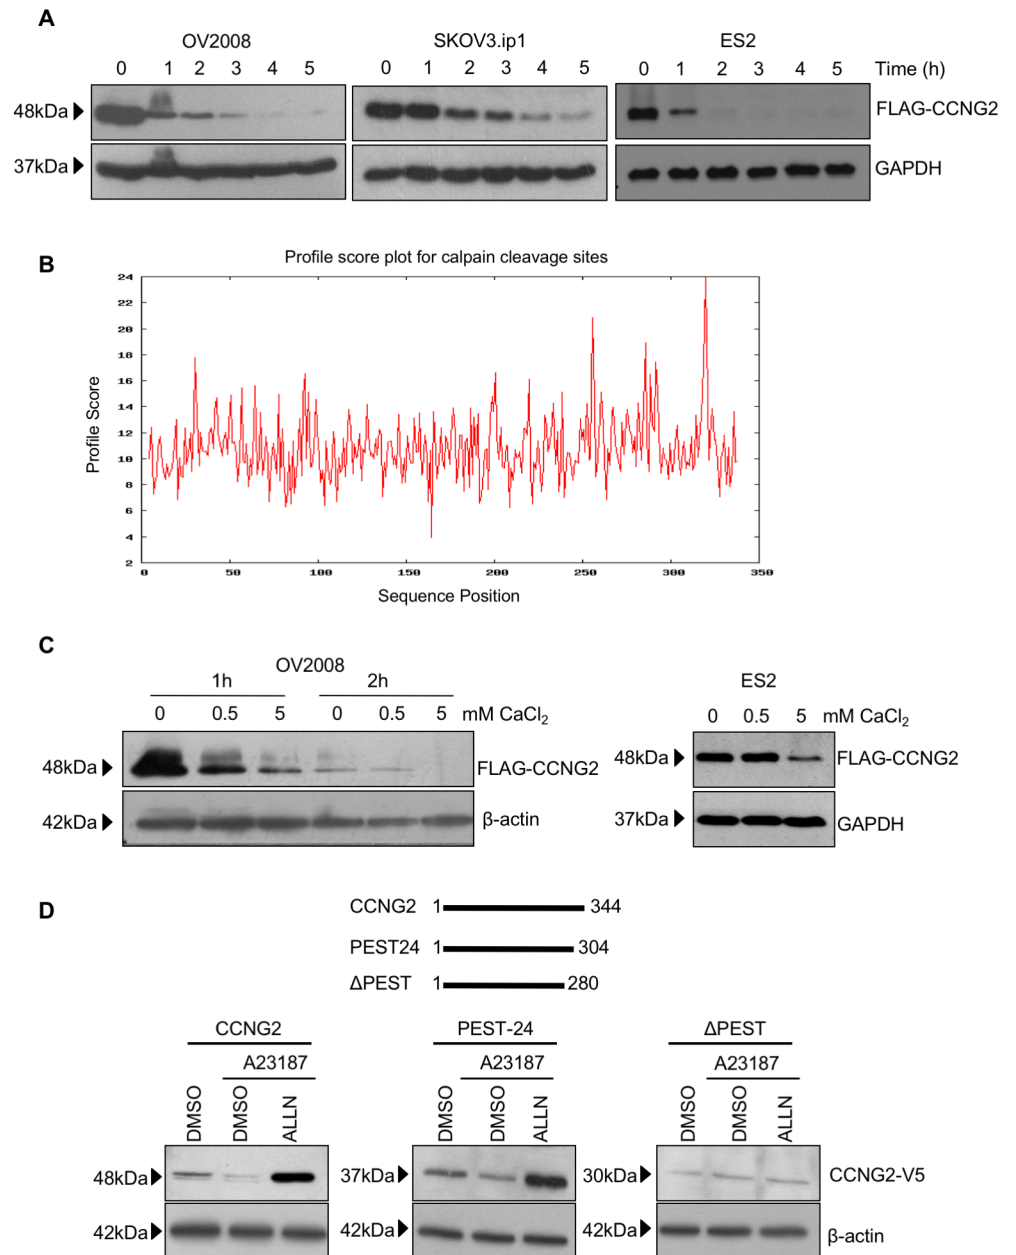 A
OV2008 SKOV3.ip1 ES2
0 1 2 3 4 5 0 1 2 3 4 5 0 1 2 3 4 5 Time (h)
48kDa FLAG-CCNG2
37kDa GAPDH
B
Profile score plot for calpain cleavage sites
24
22
20
18
16
14
12
10
8
6
4
2
Profile Score
0 50 100 150 200 250 300 350
Sequence Position
C
OV2008
1h 2h ES2
0 0.5 5 0 0.5 5 mM CaCl₂ 0 0.5 5 mM CaCl₂
48kDa FLAG-CCNG2 48kDa FLAG-CCNG2
42kDa β-actin 37kDa GAPDH
D
CCNG2 1 344
PEST24 1 304
ΔPEST 1 280
CCNG2 PEST-24 ΔPEST
A23187 A23187 A23187
DMSO DMSO ALLN DMSO DMSO ALLN DMSO DMSO ALLN
48kDa 37kDa 30kDa CCNG2-V5
42kDa 42kDa 42kDa β-actin